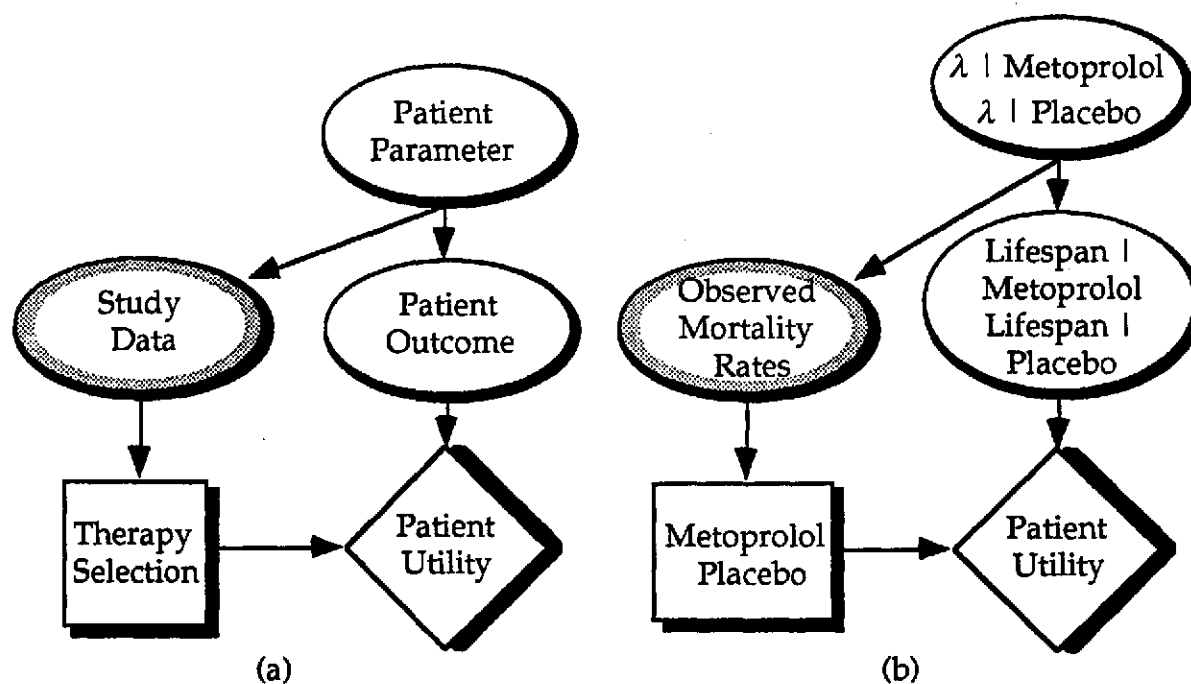 Patient
Parameter
Study
Data
Patient
Outcome
Therapy
Selection
Patient
Utility
(a)
λ | Metoprolol
λ | Placebo
Observed
Mortality
Rates
Lifespan |
Metoprolol
Lifespan |
Placebo
Metoprolol
Placebo
Patient
Utility
(b)